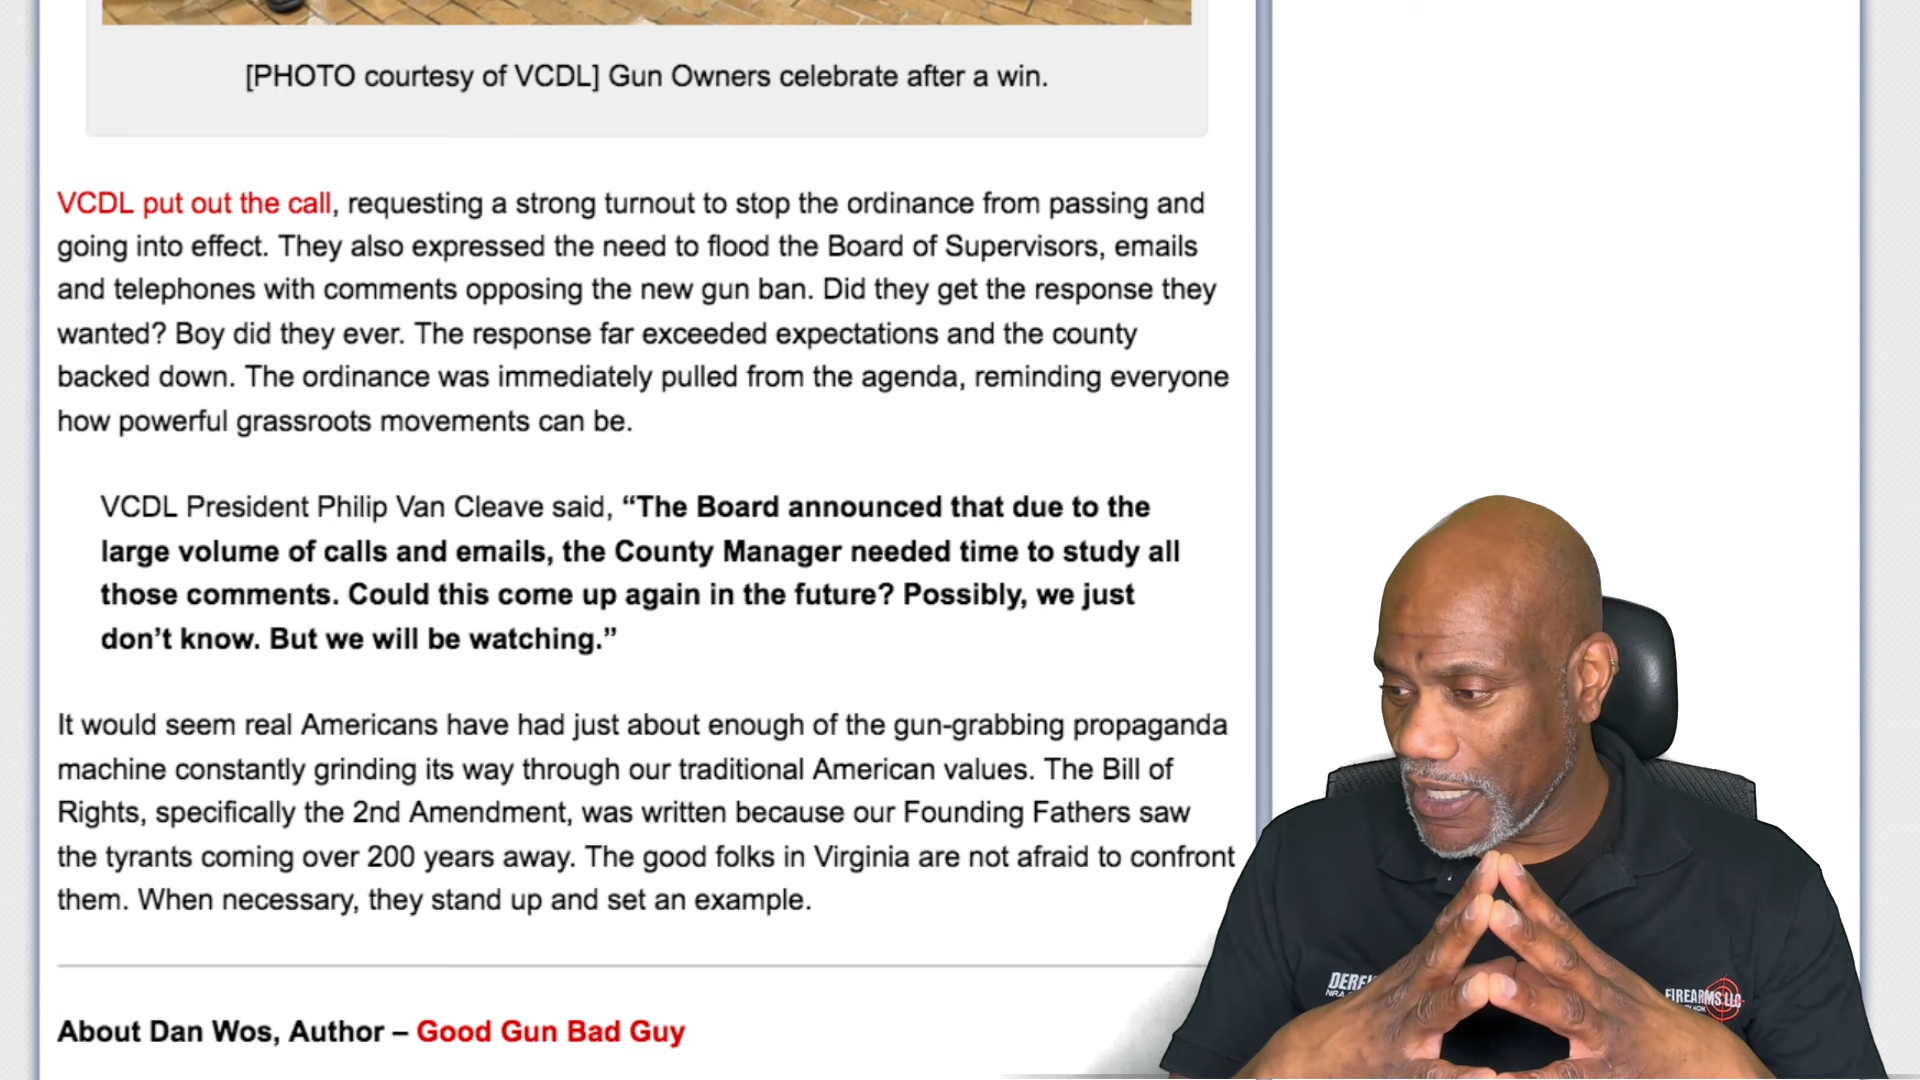 [PHOTO courtesy of VCDL] Gun Owners celebrate after a win.
VCDL put out the call, requesting a strong turnout to stop the ordinance from passing and
going into effect. They also expressed the need to flood the Board of Supervisors, emails
and telephones with comments opposing the new gun ban. Did they get the response they
wanted? Boy did they ever. The response far exceeded expectations and the county
backed down. The ordinance was immediately pulled from the agenda, reminding everyone
how powerful grassroots movements can be.
VCDL President Philip Van Cleave said, “The Board announced that due to the
large volume of calls and emails, the County Manager needed time to study all
those comments. Could this come up again in the future? Possibly, we just
don’t know. But we will be watching.”
It would seem real Americans have had just about enough of the gun-grabbing propaganda
machine constantly grinding its way through our traditional American values. The Bill of
Rights, specifically the 2nd Amendment, was written because our Founding Fathers saw
the tyrants coming over 200 years away. The good folks in Virginia are not afraid to confront
them. When necessary, they stand up and set an example.
About Dan Wos, Author – Good Gun Bad Guy
NRA
FIREARMS LLC